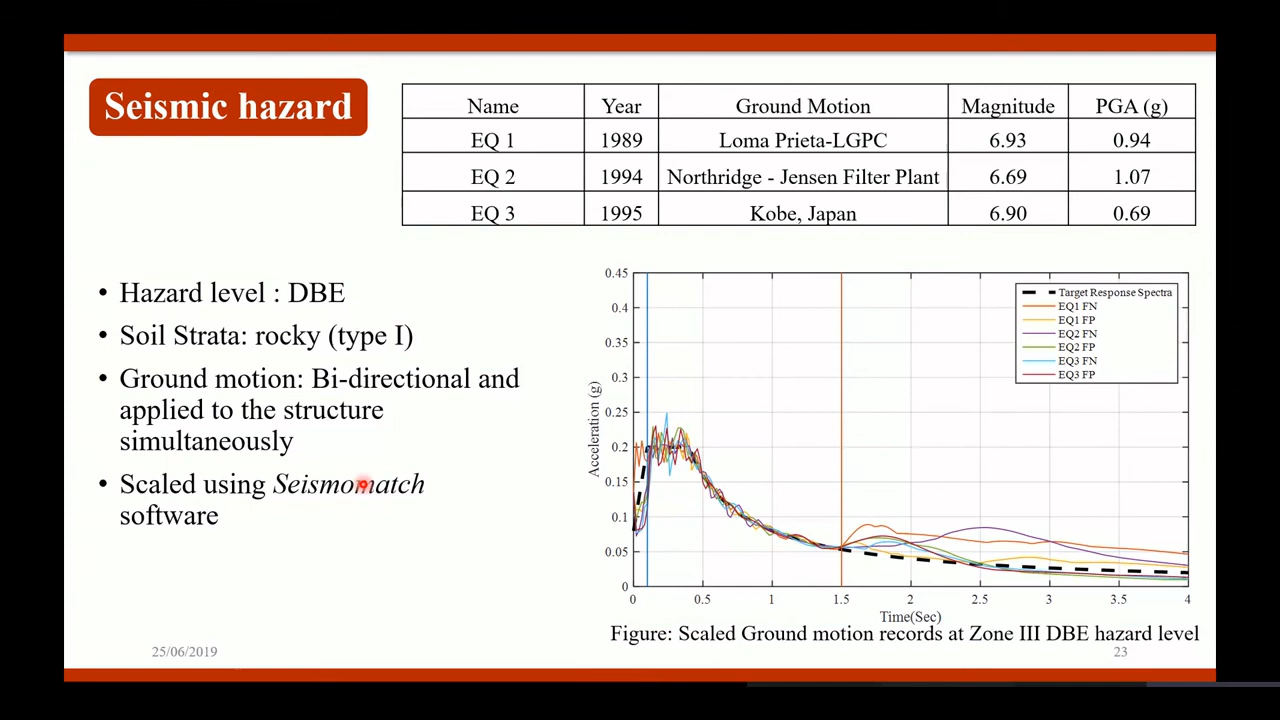 Seismic hazard
Name Year Ground Motion Magnitude PGA (g)
EQ 1 1989 Loma Prieta-LGPC 6.93 0.94
EQ 2 1994 Northridge - Jensen Filter Plant 6.69 1.07
EQ 3 1995 Kobe, Japan 6.90 0.69
• Hazard level : DBE
• Soil Strata: rocky (type I)
• Ground motion: Bi-directional and
applied to the structure
simultaneously
• Scaled using Seismomatch
software
Acceleration (g)
0.45
0.4
0.35
0.3
0.25
0.2
0.15
0.1
0.05
0
0 0.5 1 1.5 2 2.5 3 3.5 4
Time(Sec)
Target Response Spectra
EQ1 FN
EQ1 FP
EQ2 FN
EQ2 FP
EQ3 FN
EQ3 FP
Figure: Scaled Ground motion records at Zone III DBE hazard level
25/06/2019
23